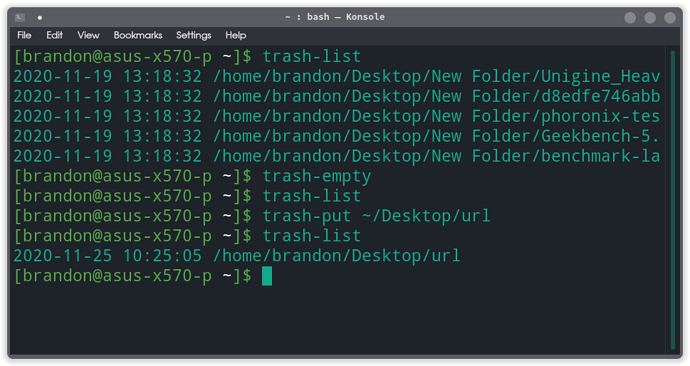 ~ : bash — Konsole
File Edit View Bookmarks Settings Help
[brandon@asus-x570-p ~]$ trash-list
2020-11-19 13:18:32 /home/brandon/Desktop/New Folder/Unigine_Heav
2020-11-19 13:18:32 /home/brandon/Desktop/New Folder/d8edfe746abb
2020-11-19 13:18:32 /home/brandon/Desktop/New Folder/phoronix-tes
2020-11-19 13:18:32 /home/brandon/Desktop/New Folder/Geekbench-5.
2020-11-19 13:18:32 /home/brandon/Desktop/New Folder/benchmark-la
[brandon@asus-x570-p ~]$ trash-empty
[brandon@asus-x570-p ~]$ trash-list
[brandon@asus-x570-p ~]$ trash-put ~/Desktop/url
[brandon@asus-x570-p ~]$ trash-list
2020-11-25 10:25:05 /home/brandon/Desktop/url
[brandon@asus-x570-p ~]$